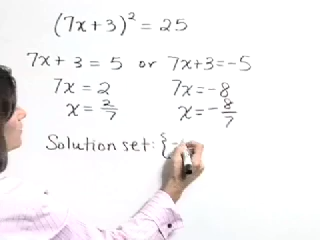 (7x + 3)² = 25
7x + 3 = 5 or 7x+3=-5
7x = 2 7x = -8
x = 2/7 x = -8/7
Solution set: {-